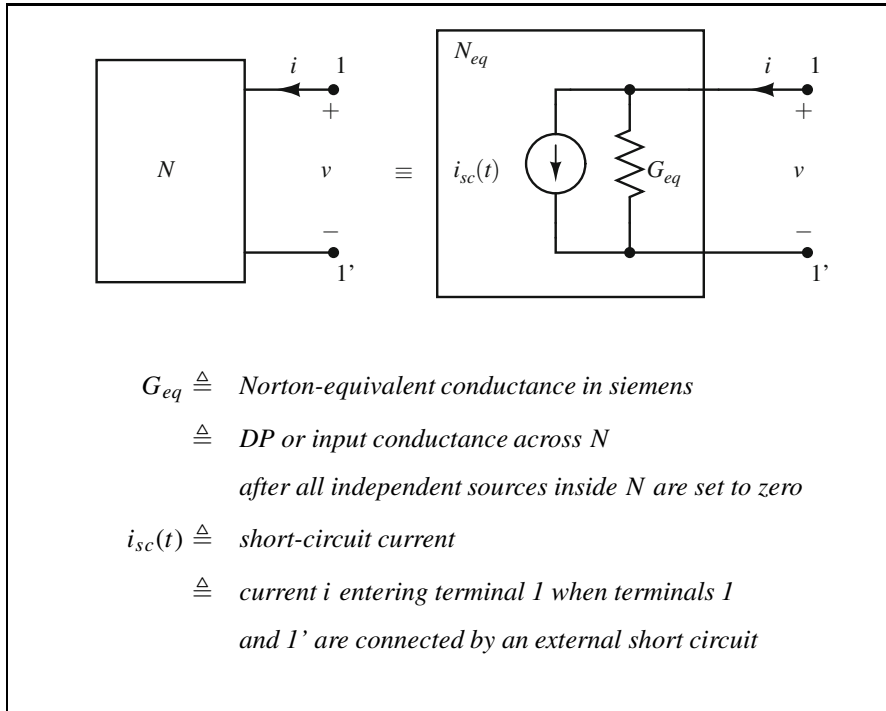 i 1
+
N
v
−
1’
≡
N_eq
i_sc(t)
G_eq
i 1
+
v
−
1’
G_eq ≜ Norton-equivalent conductance in siemens
≜ DP or input conductance across N
after all independent sources inside N are set to zero
i_sc(t) ≜ short-circuit current
≜ current i entering terminal 1 when terminals 1
and 1’ are connected by an external short circuit